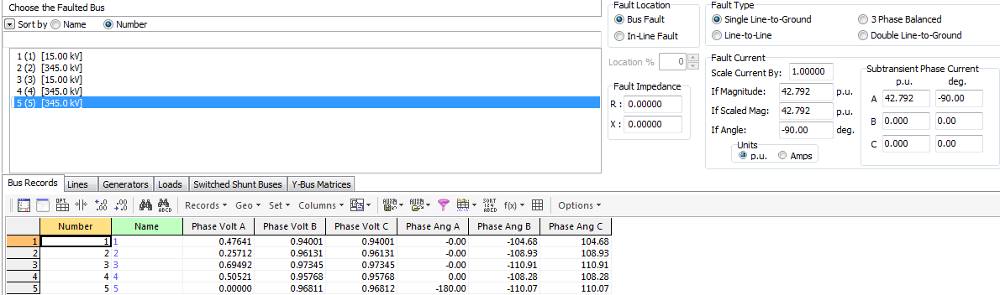 Choose the Faulted Bus
Sort by Name Number
1 (1) [15.00 kV]
2 (2) [345.0 kV]
3 (3) [15.00 kV]
4 (4) [345.0 kV]
5 (5) [345.0 kV]
Fault Location
Bus Fault
In-Line Fault
Location % 0
Fault Impedance
R : 0.00000
X : 0.00000
Fault Type
Single Line-to-Ground 3 Phase Balanced
Line-to-Line Double Line-to-Ground
Fault Current
Scale Current By: 1.00000
If Magnitude: 42.792 p.u.
If Scaled Mag: 42.792 p.u.
If Angle: -90.00 deg.
Units
p.u. Amps
Subtransient Phase Current
p.u. deg.
A 42.792 -90.00
B 0.000 0.00
C 0.000 0.00
Bus Records Lines Generators Loads Switched Shunt Buses Y-Bus Matrices
Records Geo Set Columns f(x) Options
Number Name Phase Volt A Phase Volt B Phase Volt C Phase Ang A Phase Ang B Phase Ang C
1 1 1 0.47641 0.94001 0.94001 -0.00 -104.68 104.68
2 2 2 0.25712 0.96131 0.96131 -0.00 -108.93 108.93
3 3 3 0.69492 0.97345 0.97345 -0.00 -110.91 110.91
4 4 4 0.50521 0.95768 0.95768 0.00 -108.28 108.28
5 5 5 0.00000 0.96811 0.96812 -180.00 -110.07 110.07